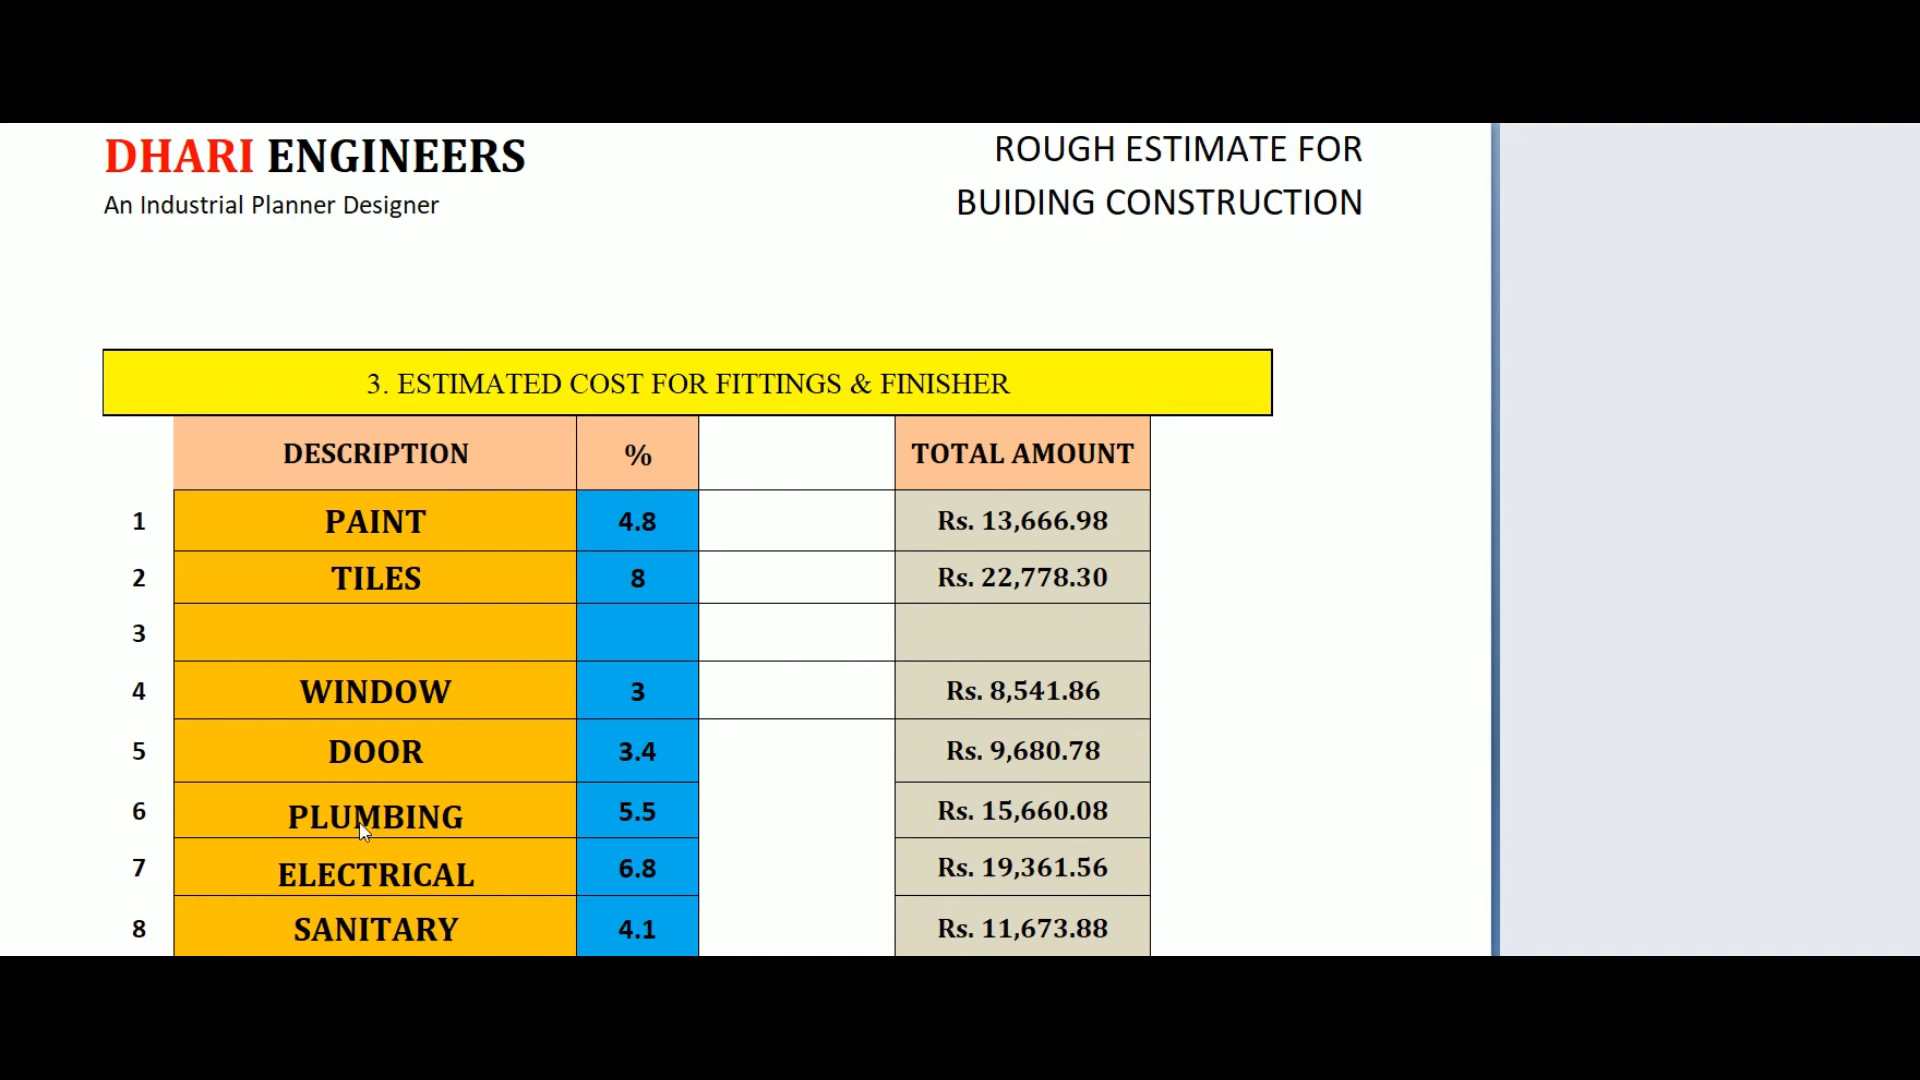 DHARI ENGINEERS
An Industrial Planner Designer
ROUGH ESTIMATE FOR
BUIDING CONSTRUCTION
3. ESTIMATED COST FOR FITTINGS & FINISHER
DESCRIPTION % TOTAL AMOUNT
1 PAINT 4.8 Rs. 13,666.98
2 TILES 8 Rs. 22,778.30
3
4 WINDOW 3 Rs. 8,541.86
5 DOOR 3.4 Rs. 9,680.78
6 PLUMBING 5.5 Rs. 15,660.08
7 ELECTRICAL 6.8 Rs. 19,361.56
8 SANITARY 4.1 Rs. 11,673.88